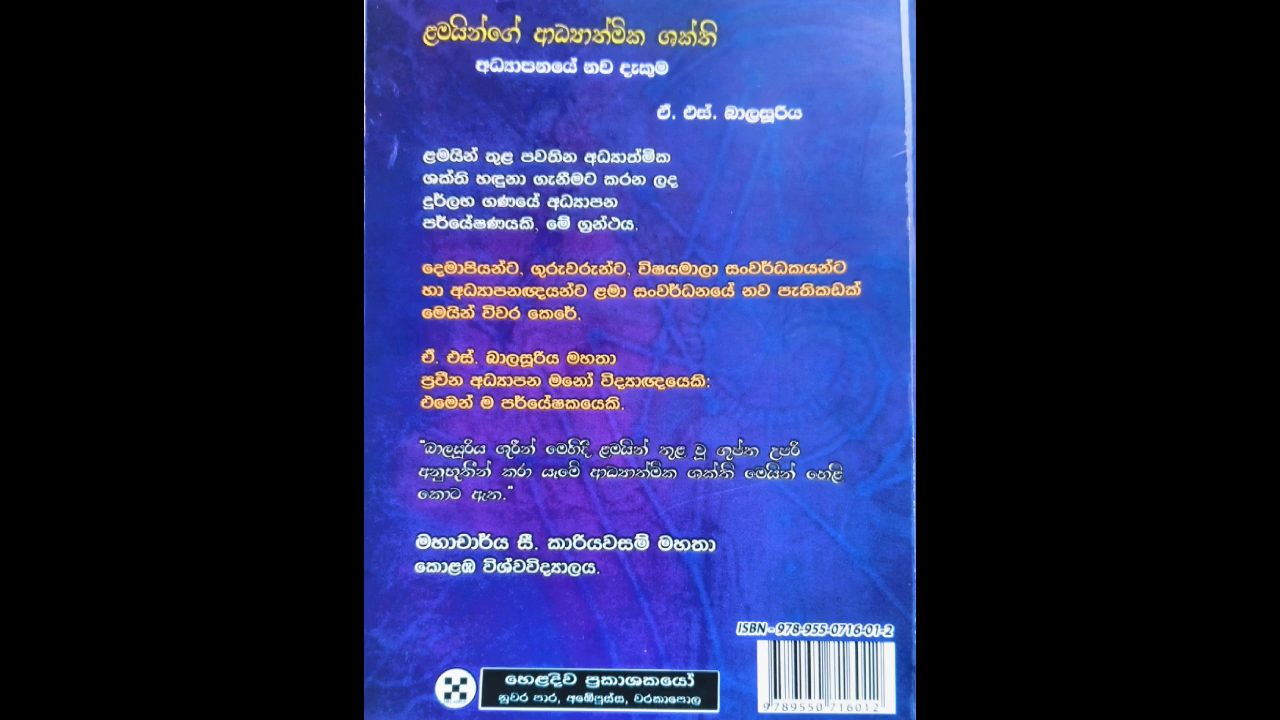 ළමයින්ගේ ආධ්‍යාත්මික ශක්ති
අධ්‍යාපනයේ නව දැකුම
ඒ. එස්. බාලසූරිය
ළමයින් තුළ පවතින අධ්‍යාත්මික
ශක්ති හඳුනා ගැනීමට කරන ලද
දුර්ලභ ගණයේ අධ්‍යාපන
පර්යේෂණයකි, මේ ග්‍රන්ථය.
දෙමාපියන්ට, ගුරුවරුන්ට, විෂයමාලා සංවර්ධකයන්ට
හා අධ්‍යාපනඥයන්ට ළමා සංවර්ධනයේ නව පැතිකඩක්
මෙයින් විවර කෙරේ.
ඒ. එස්. බාලසූරිය මහතා
ප්‍රවීන අධ්‍යාපන මනෝ විද්‍යාඥයෙකි:
එමෙන් ම පර්යේෂකයෙකි.
"බාලසූරිය ශූරීන් මෙහිදී ළමයින් තුළ වූ ගුප්ත උපරි
අනුභූතීන් කරා යෑමේ ආධ්‍යාත්මික ශක්ති මෙයින් හෙළි
කොට ඇත."
මහාචාර්ය සී. කාරියවසම් මහතා
කොළඹ විශ්වවිද්‍යාලය.
ISBN - 978-955-0716-01-2
හෙළදිව ප්‍රකාශකයෝ
නුවර පාර, අඹේපුස්ස, වරකාපොල
9789550716012